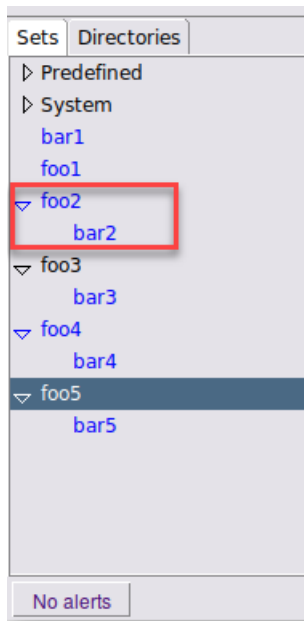 Sets Directories
Predefined
System
bar1
foo1
foo2
bar2
foo3
bar3
foo4
bar4
foo5
bar5
No alerts